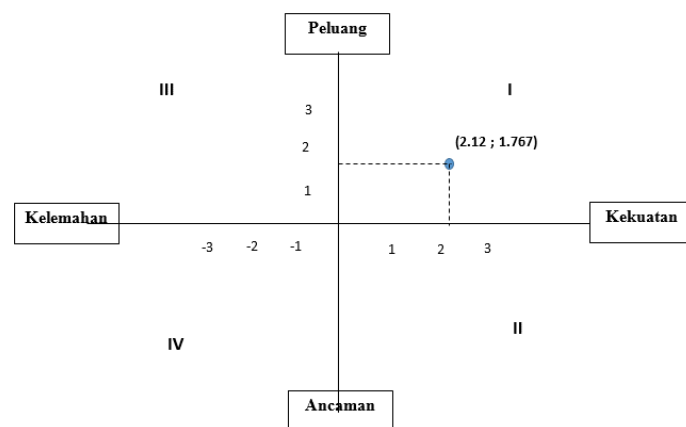 Peluang
III
I
3
(2.12 ; 1.767)
2
1
Kelemahan
Kekuatan
-3 -2 -1 1 2 3
II
IV
Ancaman